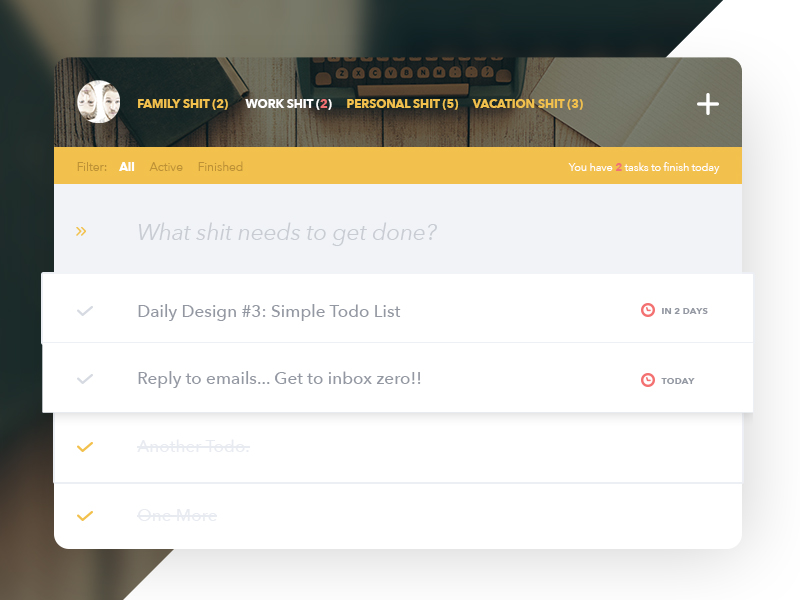 Z X C V B N M
FAMILY SHIT (2) WORK SHIT (2) PERSONAL SHIT (5) VACATION SHIT (3)
Filter: All Active Finished You have 2 tasks to finish today
What shit needs to get done?
Daily Design #3: Simple Todo List IN 2 DAYS
Reply to emails... Get to inbox zero!! TODAY
Another Todo.
One More